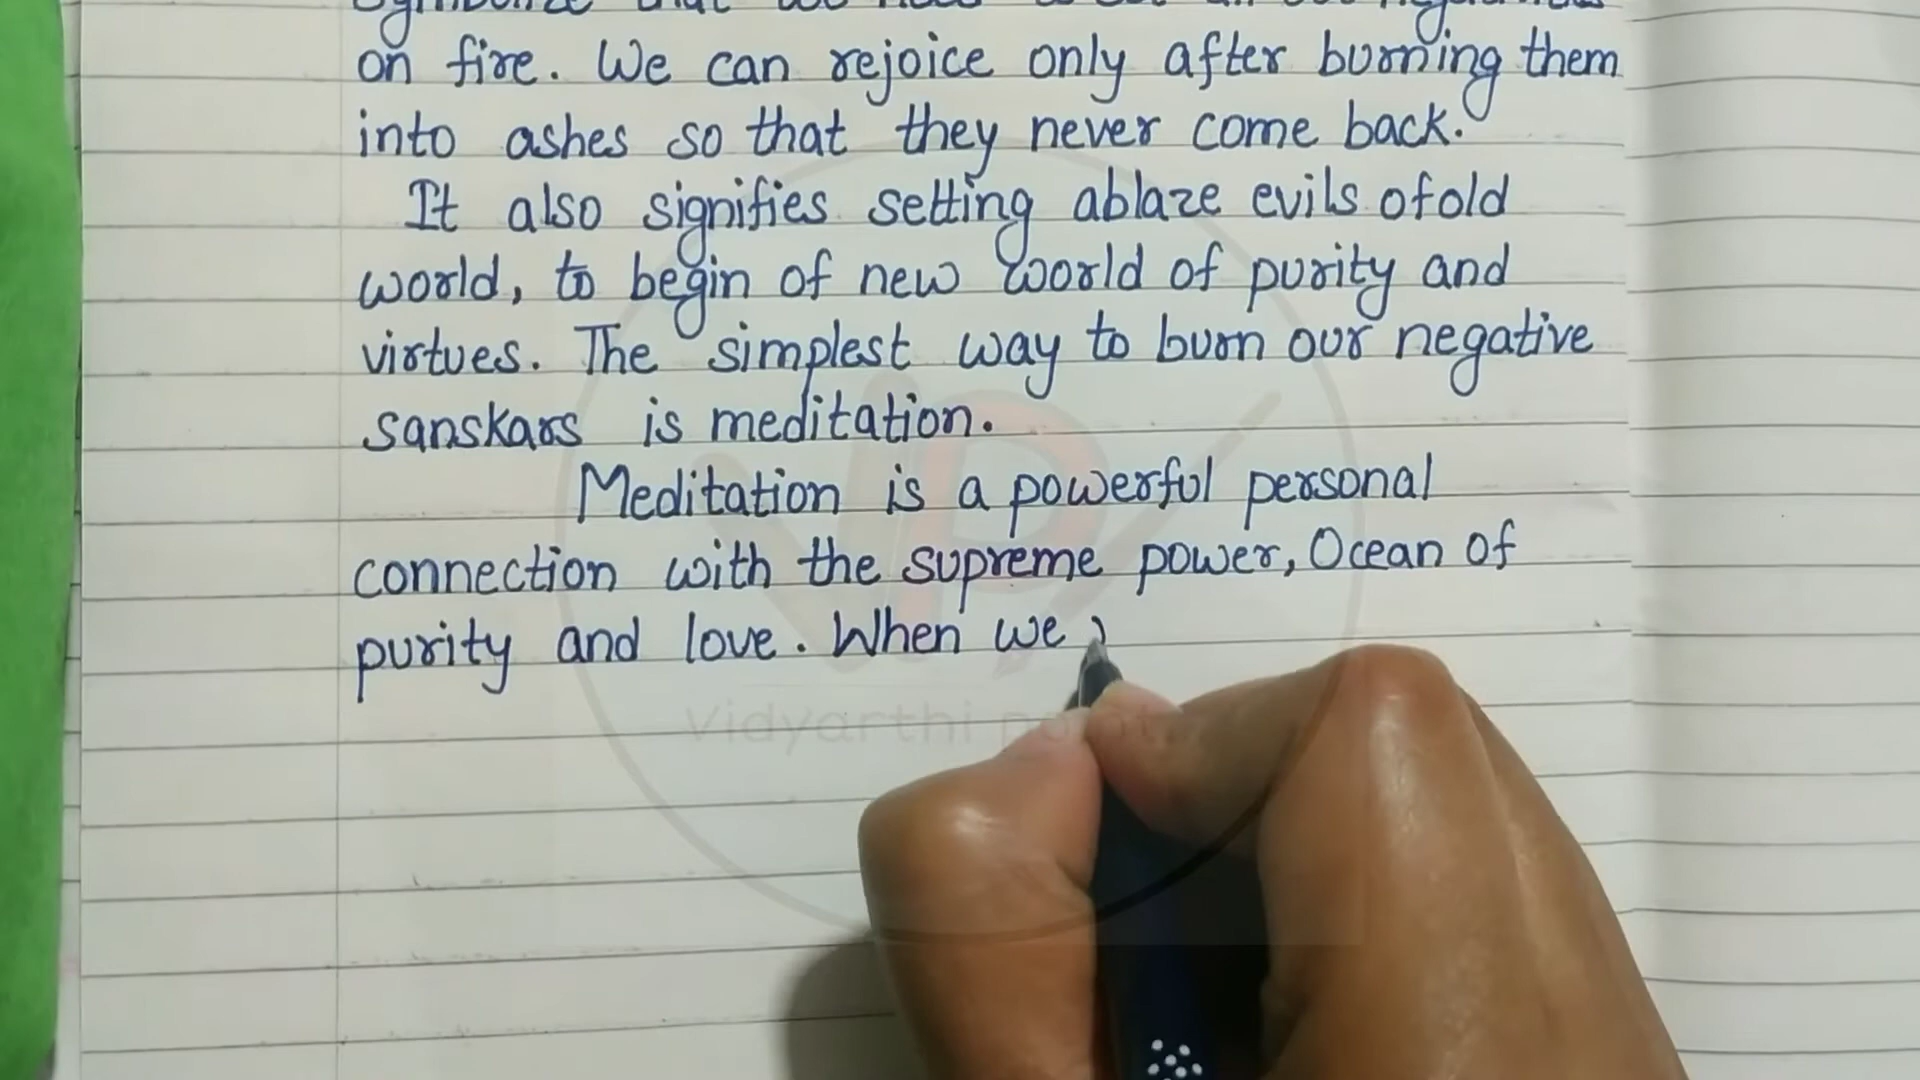 on fire. We can rejoice only after burning them
into ashes so that they never come back.
It also signifies setting ablaze evils of old
world, to begin of new world of purity and
virtues. The simplest way to burn our negative
sanskars is meditation.
Meditation is a powerful personal
connection with the supreme power, Ocean of
purity and love. When we
Vidyarthi point